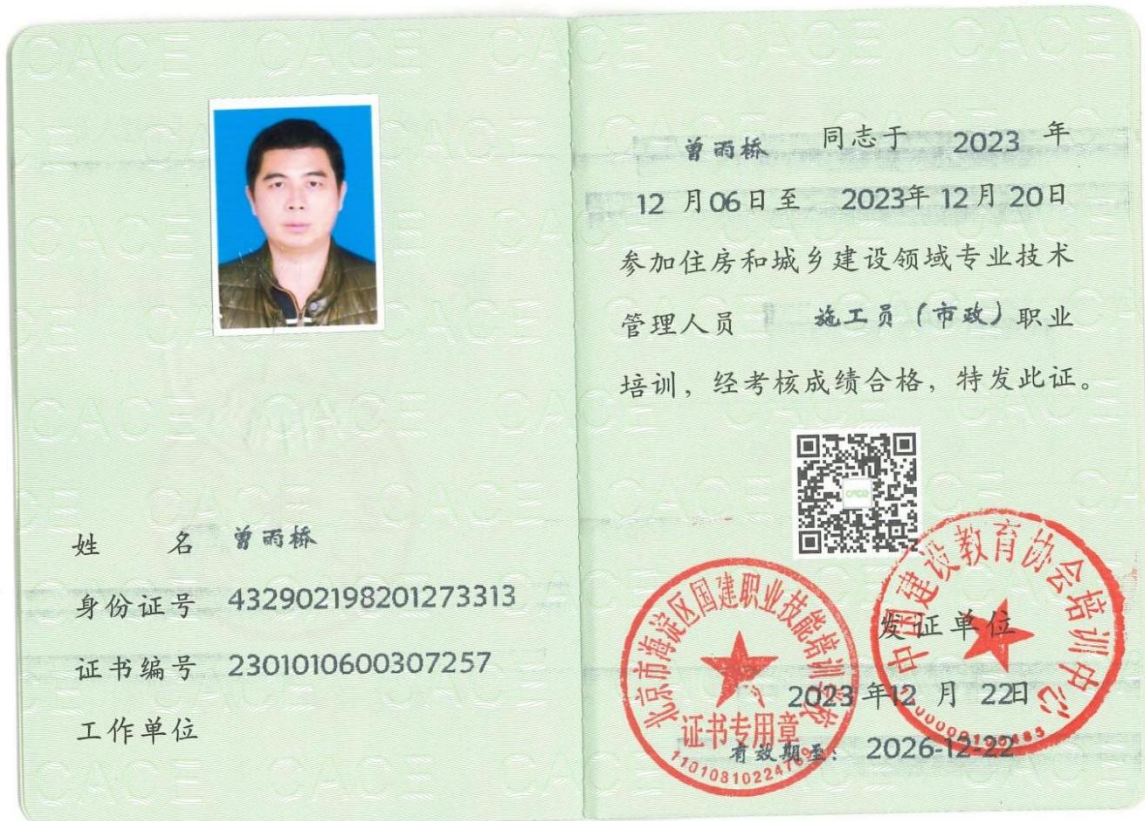 姓 名 曾雨桥
身份证号 432902198201273313
证书编号 2301010600307257
工作单位
曾雨桥 同志于 2023 年
12 月 06 日至 2023年 12月 20日
参加住房和城乡建设领域专业技术
管理人员 施工员（市政）职业
培训，经考核成绩合格，特发此证。
CACE
北京市海淀区国建职业技能培训学校
证书专用章
中国建设教育协会培训中心
发证单位
2023 年12 月 22日
有效期至： 2026-12-22